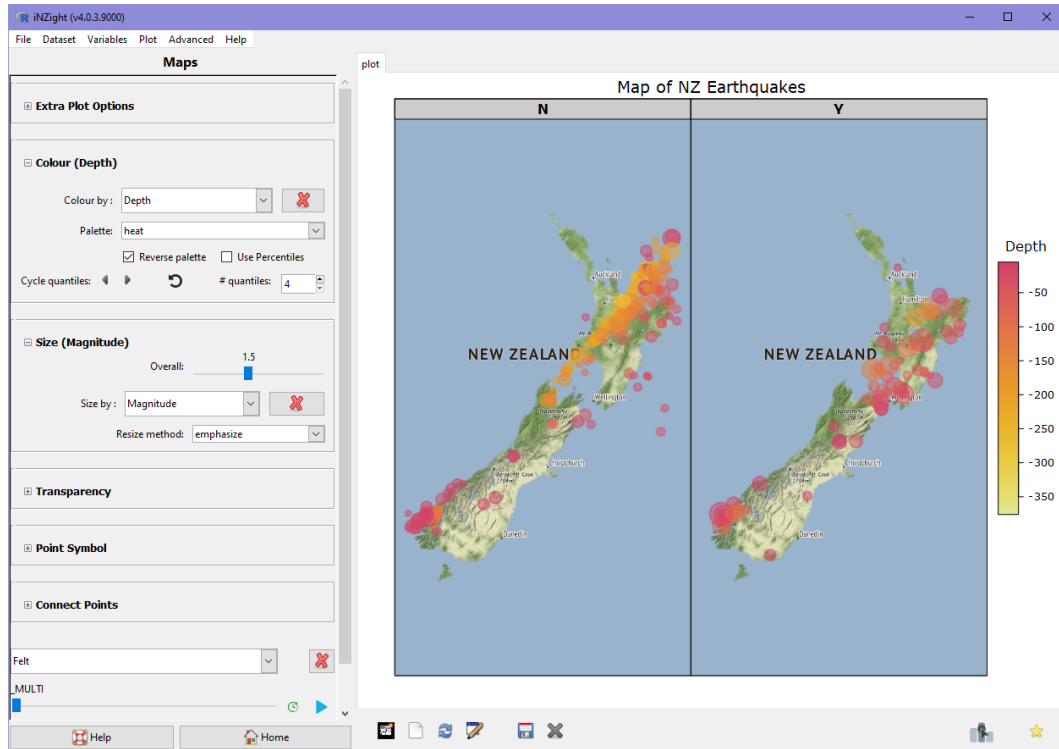 iNZight (v4.0.3.9000)
File Dataset Variables Plot Advanced Help
Maps
Extra Plot Options
Colour (Depth)
Colour by : Depth
Palette: heat
Reverse palette Use Percentiles
Cycle quantiles: # quantiles: 4
Size (Magnitude)
Overall: 1.5
Size by : Magnitude
Resize method: emphasize
Transparency
Point Symbol
Connect Points
Felt
_MULTI
Help Home
plot
Map of NZ Earthquakes
N Y
Auckland
NEW ZEALAND
Wellington
Christchurch
Dunedin
Auckland
Hamilton
NEW ZEALAND
Christchurch
Dunedin
Depth
-50
-100
-150
-200
-250
-300
-350